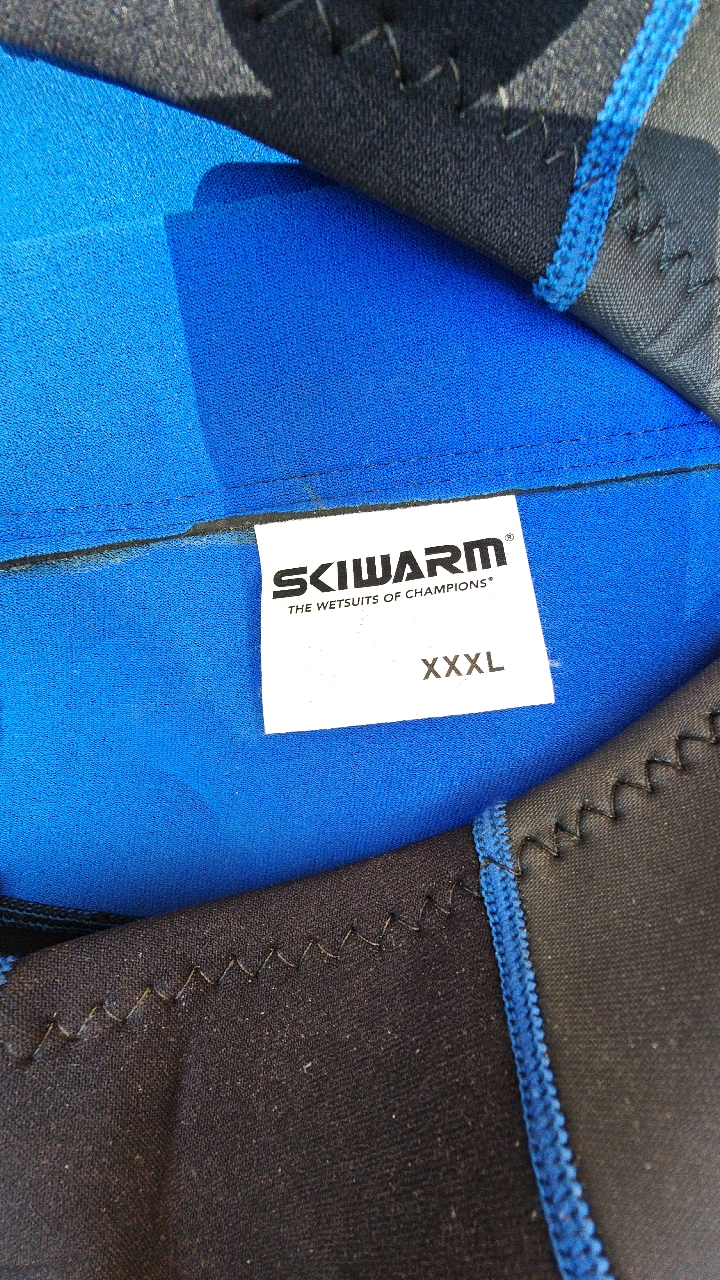 SKIWARM®
THE WETSUITS OF CHAMPIONS®
XXXL